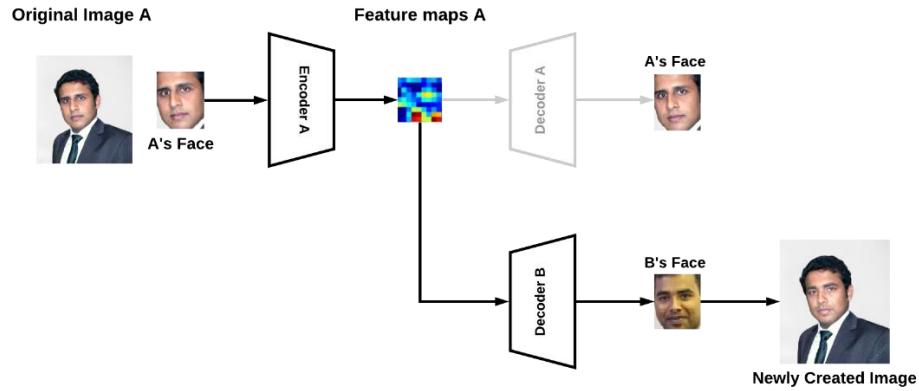 Original Image A
Feature maps A
A's Face
Encoder A
Decoder A
A's Face
Decoder B
B's Face
Newly Created Image